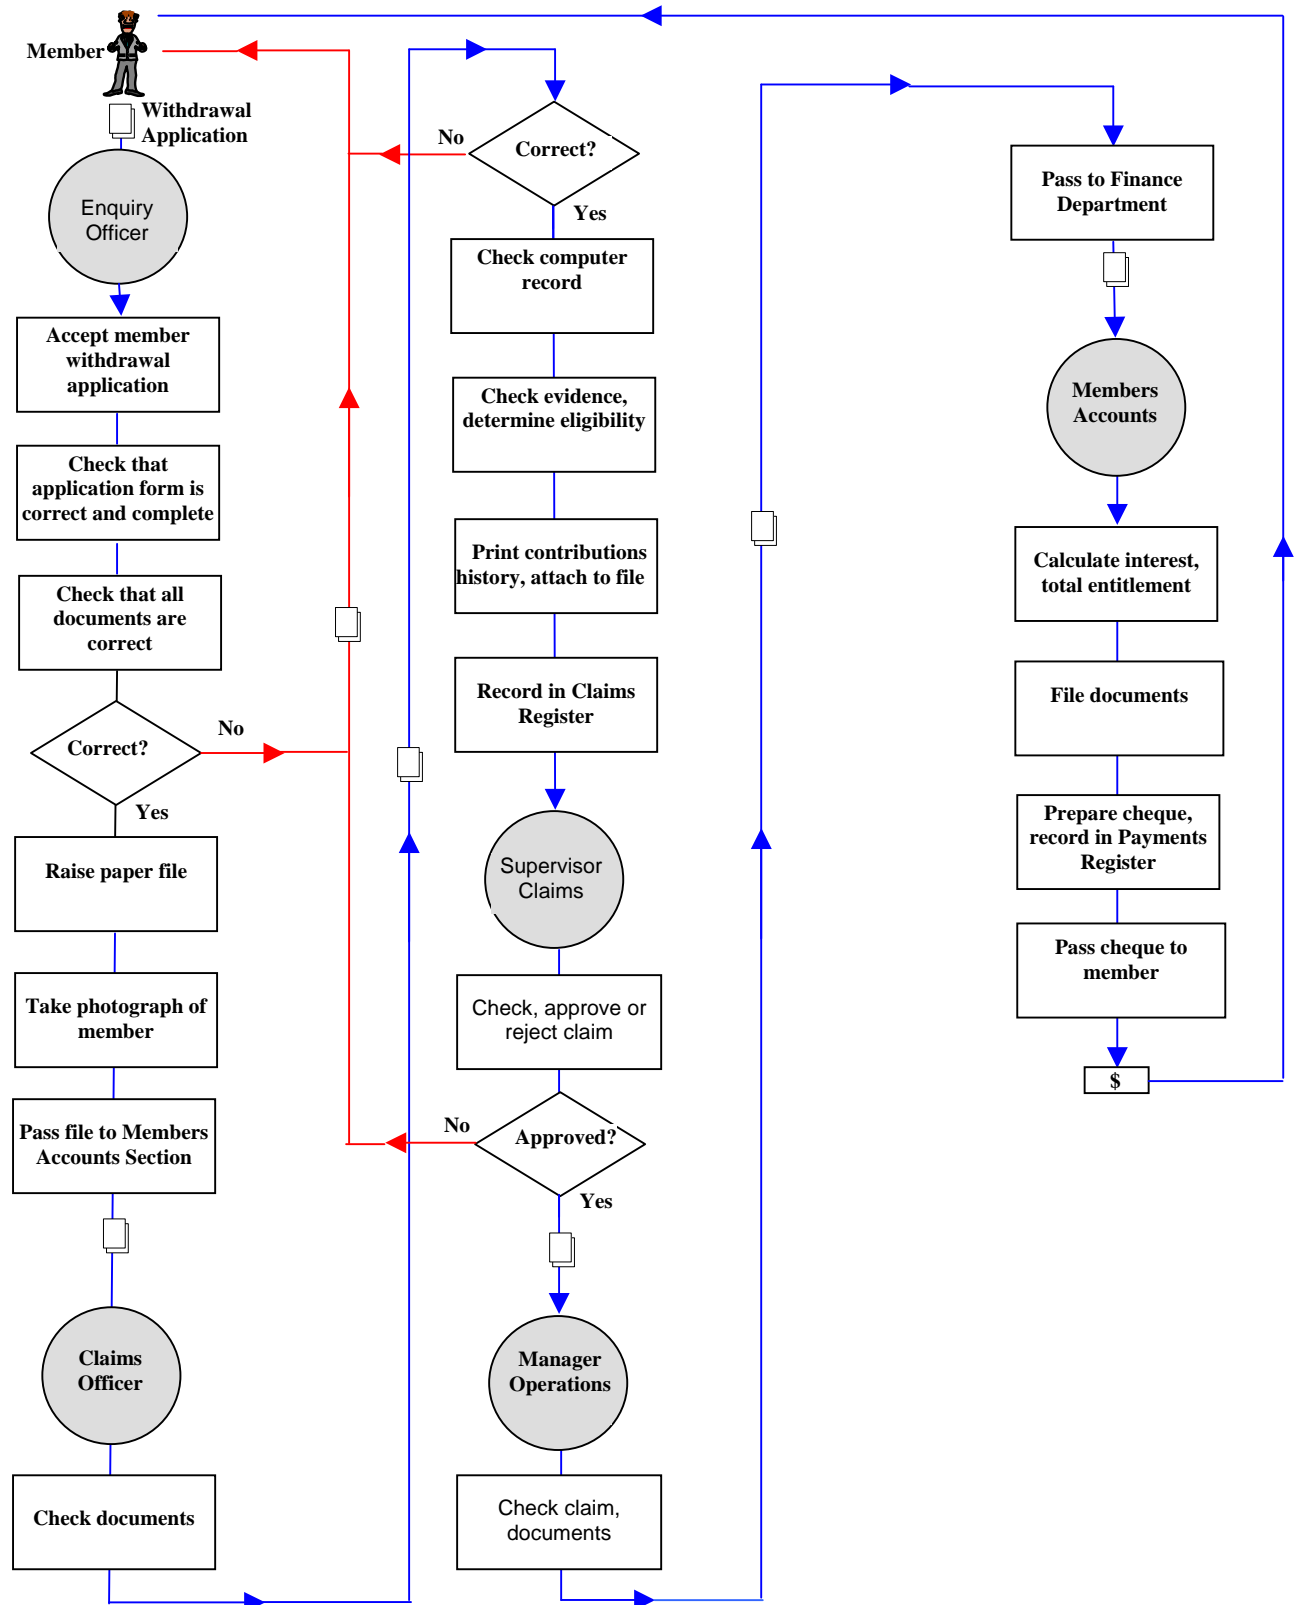 Member
Withdrawal
Application
Enquiry
Officer
Accept member
withdrawal
application
Check that
application form is
correct and complete
Check that all
documents are
correct
Correct?
No
Yes
Raise paper file
Take photograph of
member
Pass file to Members
Accounts Section
Claims
Officer
Check documents
Correct?
No
Yes
Check computer
record
Check evidence,
determine eligibility
Print contributions
history, attach to file
Record in Claims
Register
Supervisor
Claims
Check, approve or
reject claim
Approved?
No
Yes
Manager
Operations
Check claim,
documents
Pass to Finance
Department
Members
Accounts
Calculate interest,
total entitlement
File documents
Prepare cheque,
record in Payments
Register
Pass cheque to
member
$